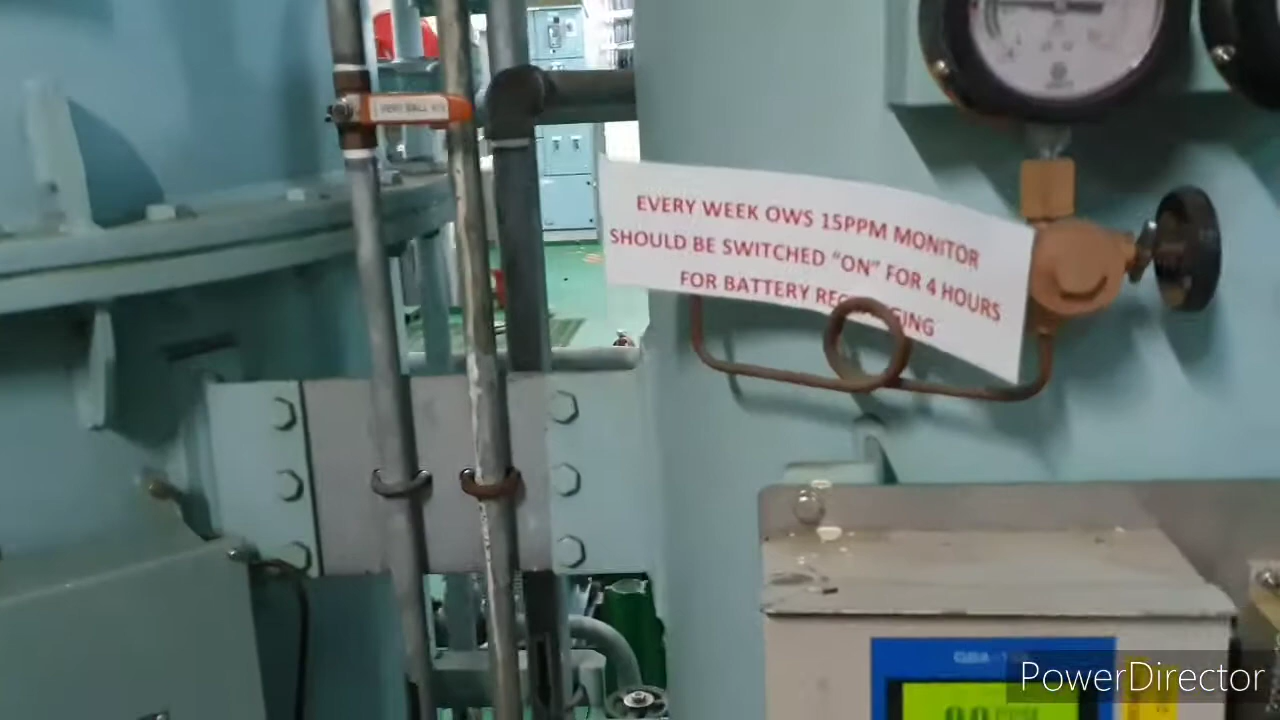 EVERY WEEK OWS 15PPM MONITOR
SHOULD BE SWITCHED “ON” FOR 4 HOURS
FOR BATTERY
PowerDirector